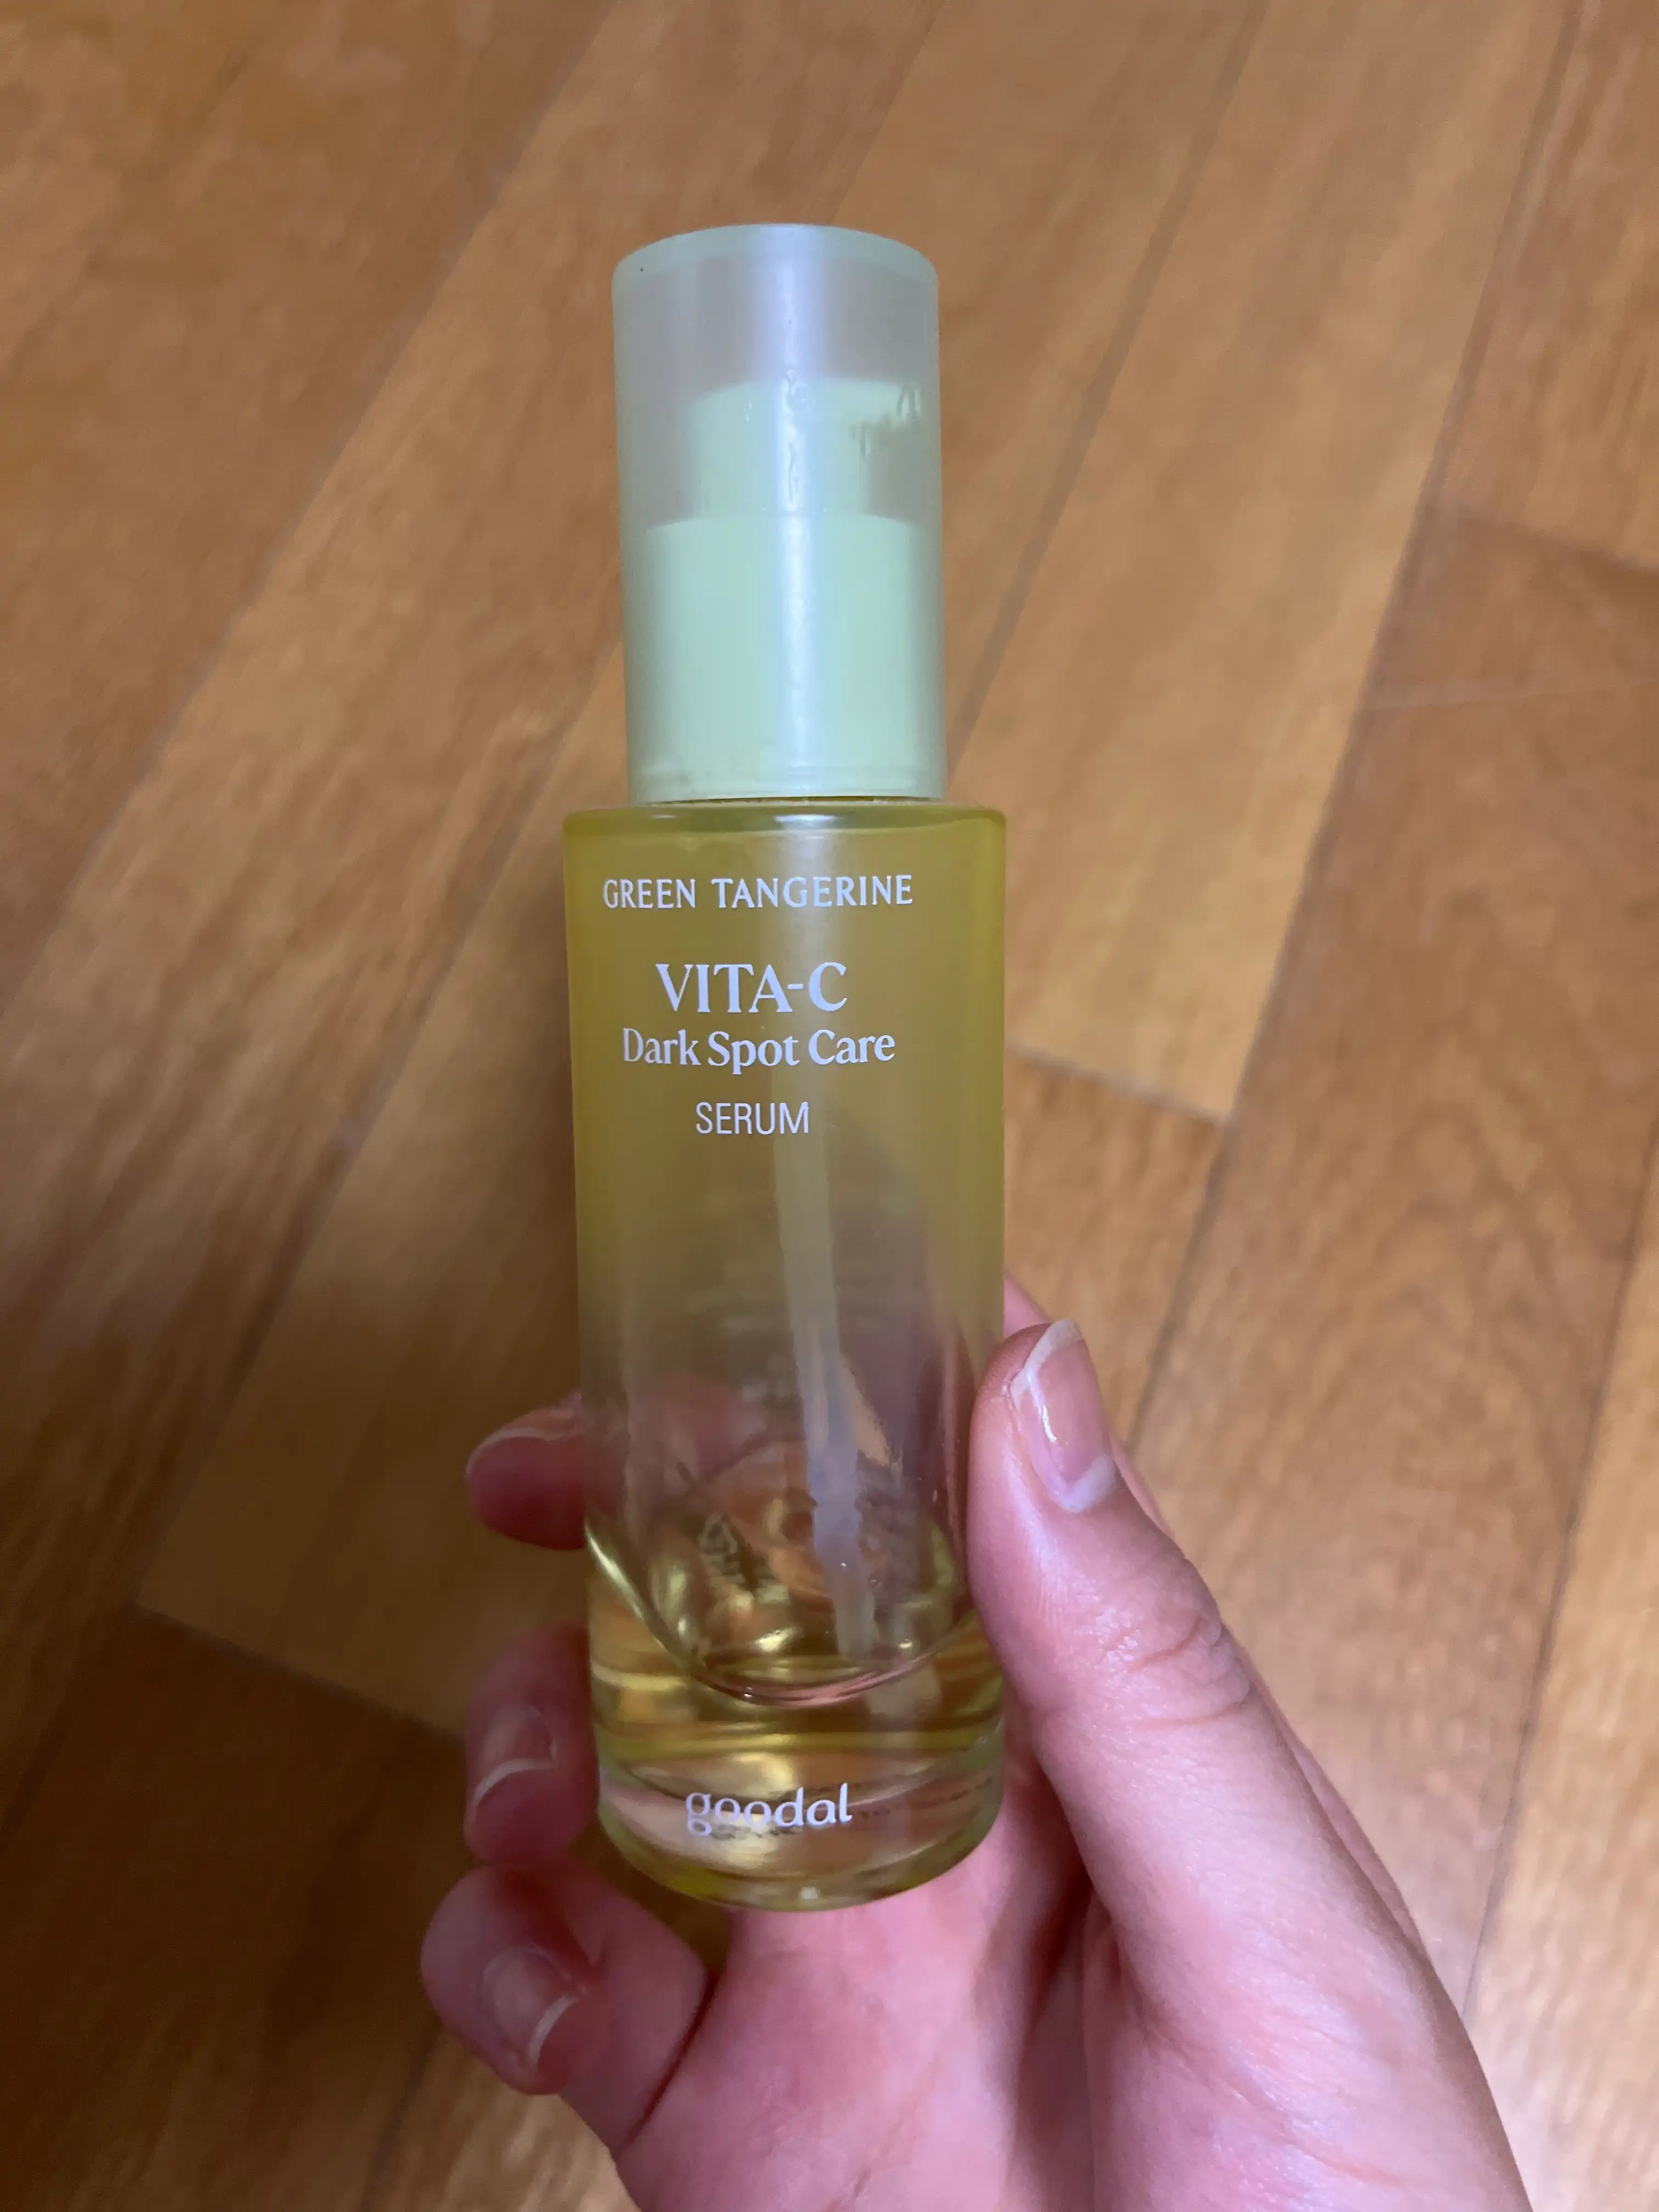 GREEN TANGERINE
VITA-C
Dark Spot Care
SERUM
goodal